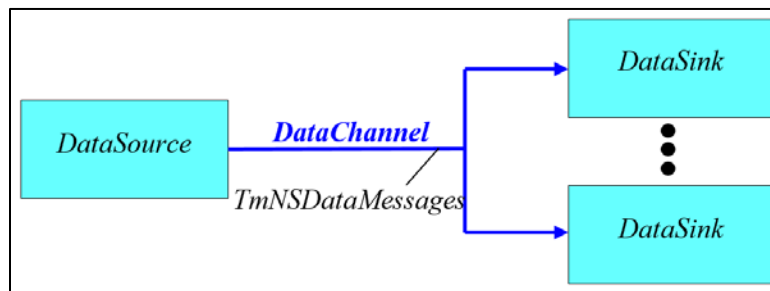 DataSink
DataChannel
DataSource
TmNSDataMessages
DataSink